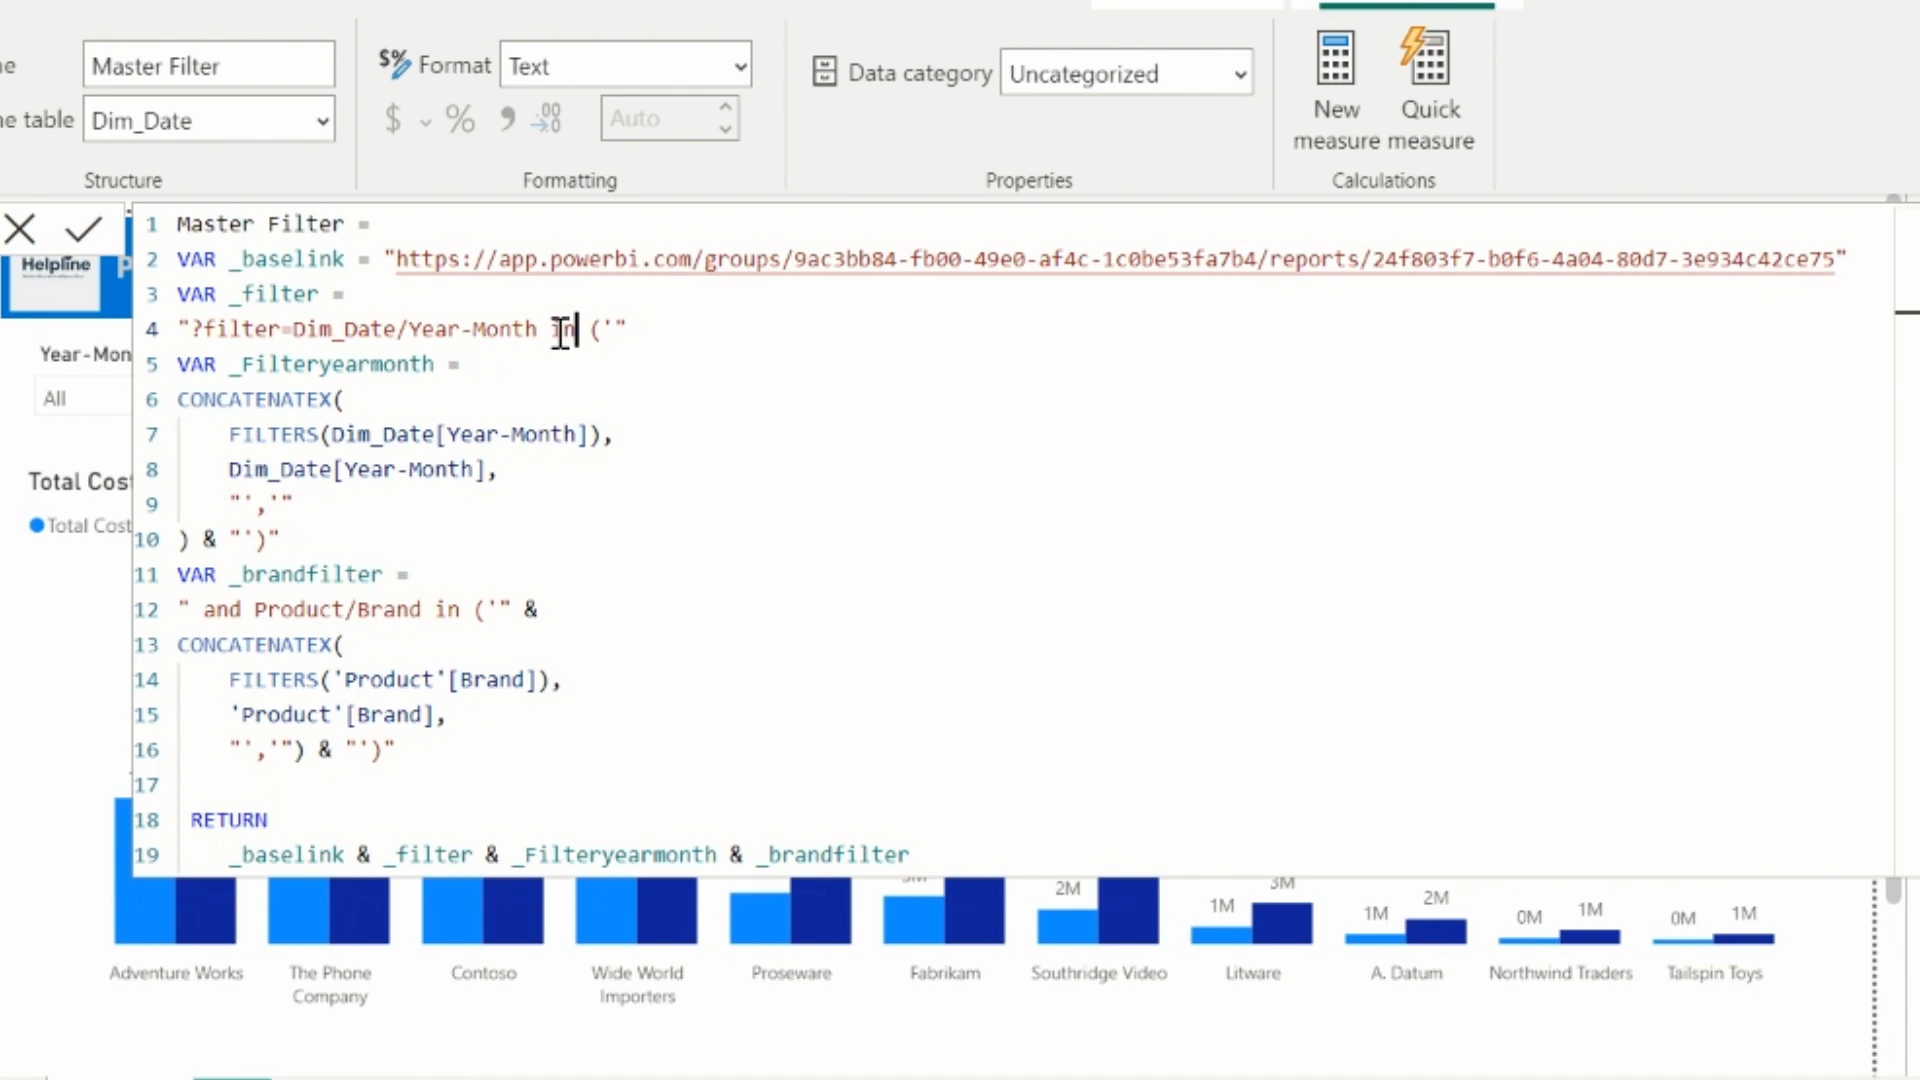 ne
Master Filter
Format
Text
Data category
Uncategorized
ne table
Dim_Date
$ % , .00
Auto
New measure
Quick measure
Structure
Formatting
Properties
Calculations
1 Master Filter =
2 VAR _baselink = "https://app.powerbi.com/groups/9ac3bb84-fb00-49e0-af4c-1c0be53fa7b4/reports/24f803f7-b0f6-4a04-80d7-3e934c42ce75"
3 VAR _filter =
4 "?filter=Dim_Date/Year-Month in ('"
5 VAR _Filteryearmonth =
6 CONCATENATEX(
7 FILTERS(Dim_Date[Year-Month]),
8 Dim_Date[Year-Month],
9 "','"
10 ) & "')"
11 VAR _brandfilter =
12 " and Product/Brand in ('" &
13 CONCATENATEX(
14 FILTERS('Product'[Brand]),
15 'Product'[Brand],
16 "','") & "')"
17
18 RETURN
19 _baselink & _filter & _Filteryearmonth & _brandfilter
Helpline P
Year-Mon
All
Total Cos
Total Cost
2M
1M
3M
1M
2M
0M
1M
0M
1M
Adventure Works
The Phone Company
Contoso
Wide World Importers
Proseware
Fabrikam
Southridge Video
Litware
A. Datum
Northwind Traders
Tailspin Toys